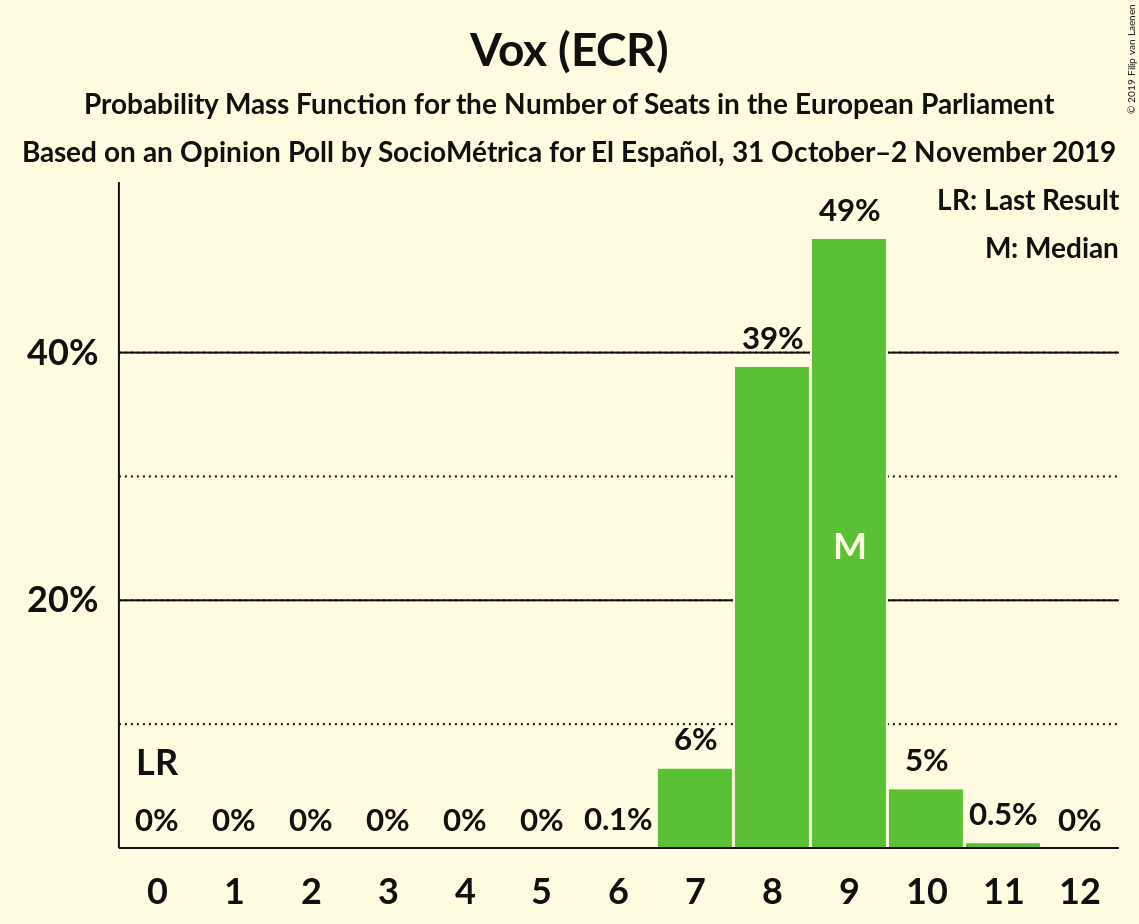 Vox (ECR)
Probability Mass Function for the Number of Seats in the European Parliament
Based on an Opinion Poll by SocioMétrica for El Español, 31 October–2 November 2019
© 2019 Filip van Laenen
LR: Last Result
M: Median
49%
39%
40%
M
20%
6%
LR
5%
0% 0% 0% 0% 0% 0% 0.1% 0.5% 0%
0 1 2 3 4 5 6 7 8 9 10 11 12